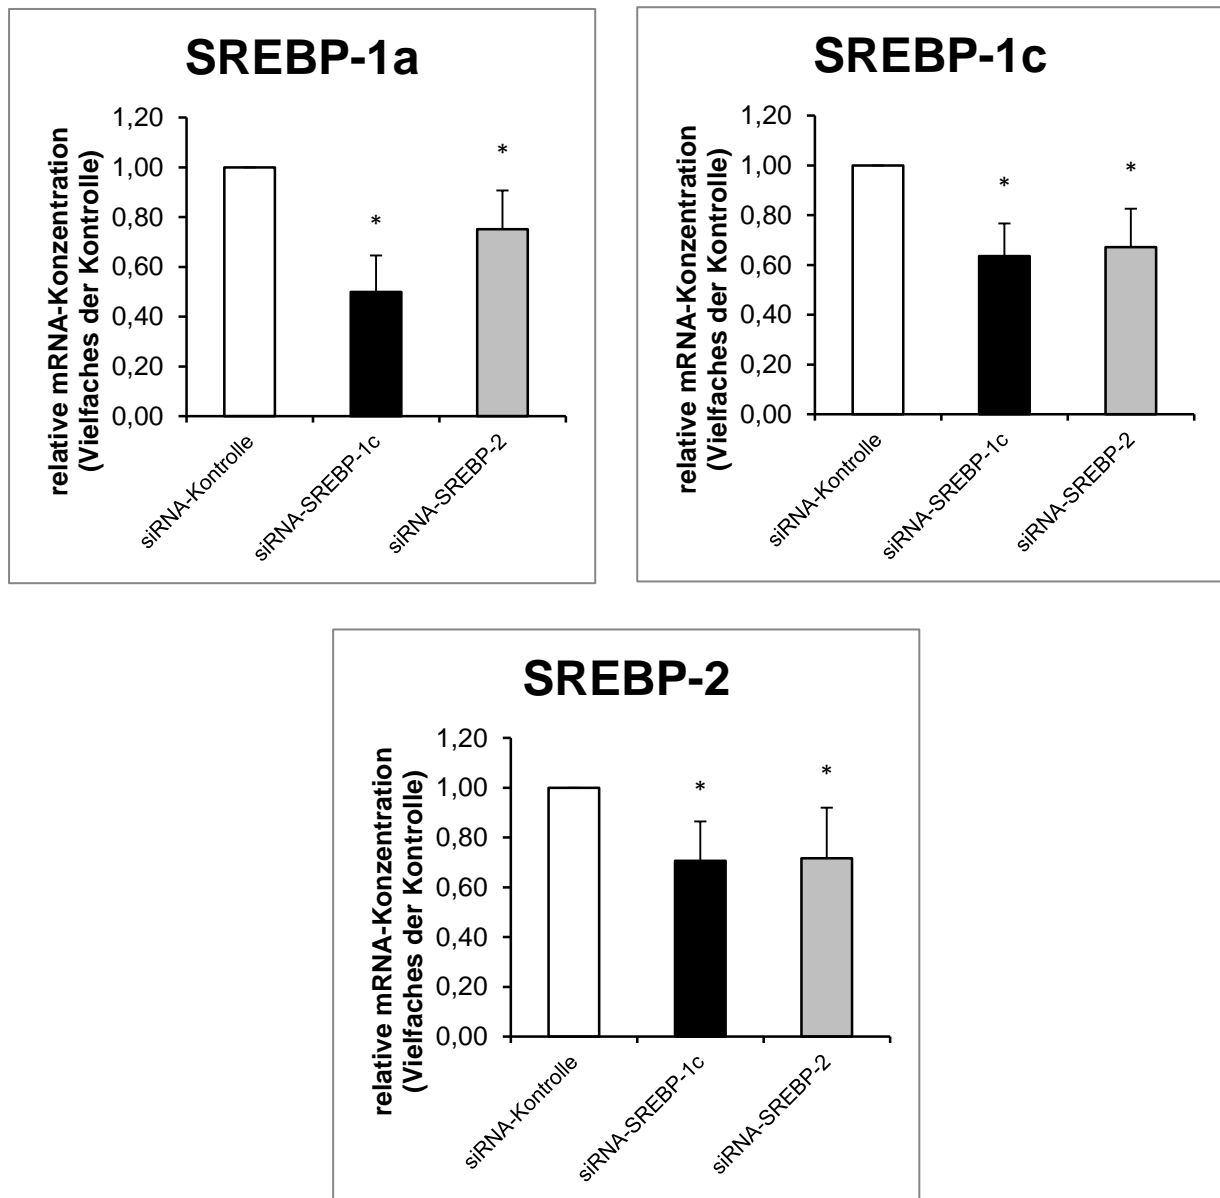 SREBP-1a
relative mRNA-Konzentration
(Vielfaches der Kontrolle)
1,20
1,00
0,80
0,60
0,40
0,20
0,00
*
*
siRNA-Kontrolle
siRNA-SREBP-1c
siRNA-SREBP-2
SREBP-1c
relative mRNA-Konzentration
(Vielfaches der Kontrolle)
1,20
1,00
0,80
0,60
0,40
0,20
0,00
*
*
siRNA-Kontrolle
siRNA-SREBP-1c
siRNA-SREBP-2
SREBP-2
relative mRNA-Konzentration
(Vielfaches der Kontrolle)
1,20
1,00
0,80
0,60
0,40
0,20
0,00
*
*
siRNA-Kontrolle
siRNA-SREBP-1c
siRNA-SREBP-2